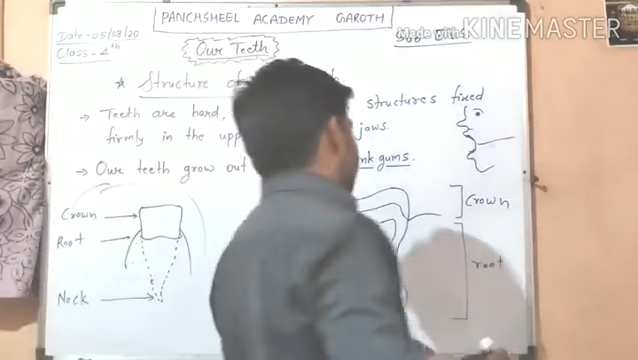 PANCHSHEEL ACADEMY GAROTH
Date - 05/08/20
Class - 4th
Made with KINEMASTER
Sub
Our Teeth
* Structure of
→ Teeth are hard, structures fixed
firmly in the upp jaws.
→ Our teeth grow out nk gums.
Crown
Root
Neck
Crown
root